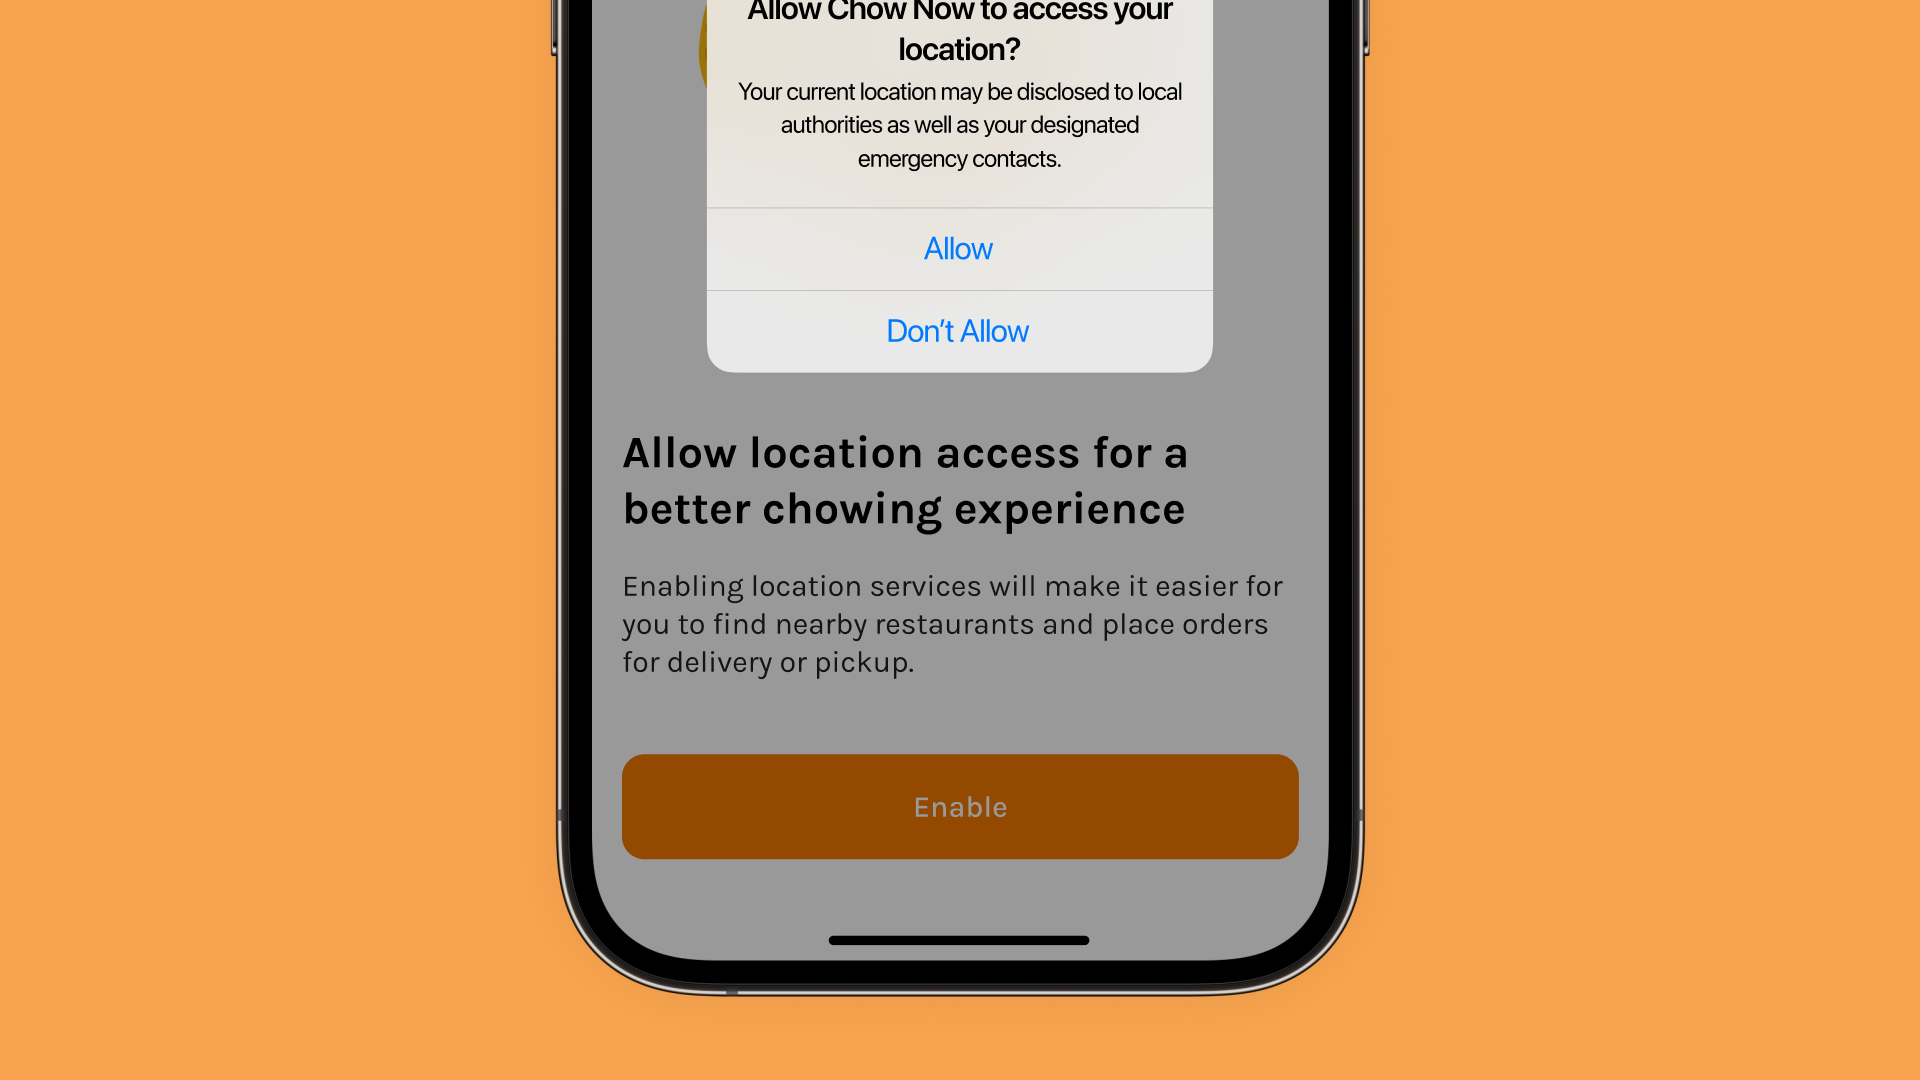 Allow Chow Now to access your
location?
Your current location may be disclosed to local
authorities as well as your designated
emergency contacts.
Allow
Don't Allow
Allow location access for a
better chowing experience
Enabling location services will make it easier for
you to find nearby restaurants and place orders
for delivery or pickup.
Enable